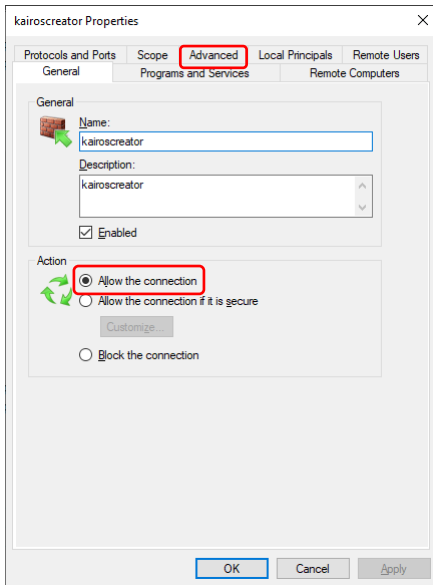 kairoscreator Properties
Protocols and Ports Scope Advanced Local Principals Remote Users
General Programs and Services Remote Computers
General
Name:
kairoscreator
Description:
kairoscreator
Enabled
Action
Allow the connection
Allow the connection if it is secure
Customize...
Block the connection
OK Cancel Apply